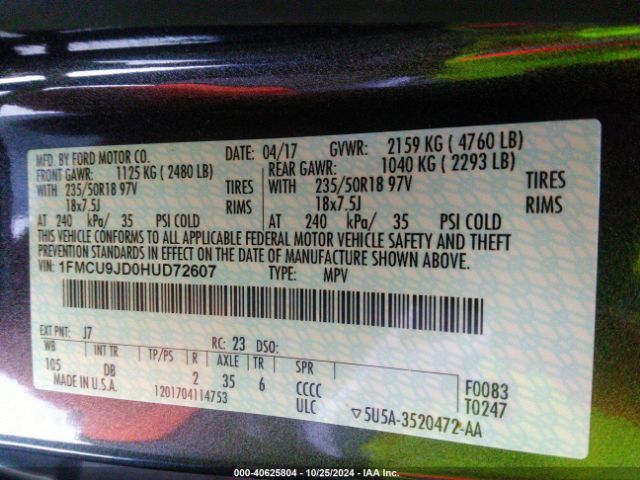 MFD. BY FORD MOTOR CO. DATE: 04/17 GVWR: 2159 KG ( 4760 LB)
FRONT GAWR: 1125 KG ( 2480 LB) REAR GAWR: 1040 KG ( 2293 LB)
WITH 235/50R18 97V TIRES WITH 235/50R18 97V TIRES
18x7.5J RIMS 18x7.5J RIMS
AT 240 kPa/ 35 PSI COLD AT 240 kPa/ 35 PSI COLD
THIS VEHICLE CONFORMS TO ALL APPLICABLE FEDERAL MOTOR VEHICLE SAFETY AND THEFT
PREVENTION STANDARDS IN EFFECT ON THE DATE OF MANUFACTURE SHOWN ABOVE.
VIN: 1FMCU9JD0HUD72607 TYPE: MPV
EXT PNT: J7 RC: 23 DSO:
WB INT TR TP/PS R AXLE TR SPR
105 DB 2 35 6 CCCC F0083
MADE IN U.S.A. 1201704114753 ULC T0247
5U5A-3520472-AA
000-40625804 - 10/25/2024 - IAA Inc.